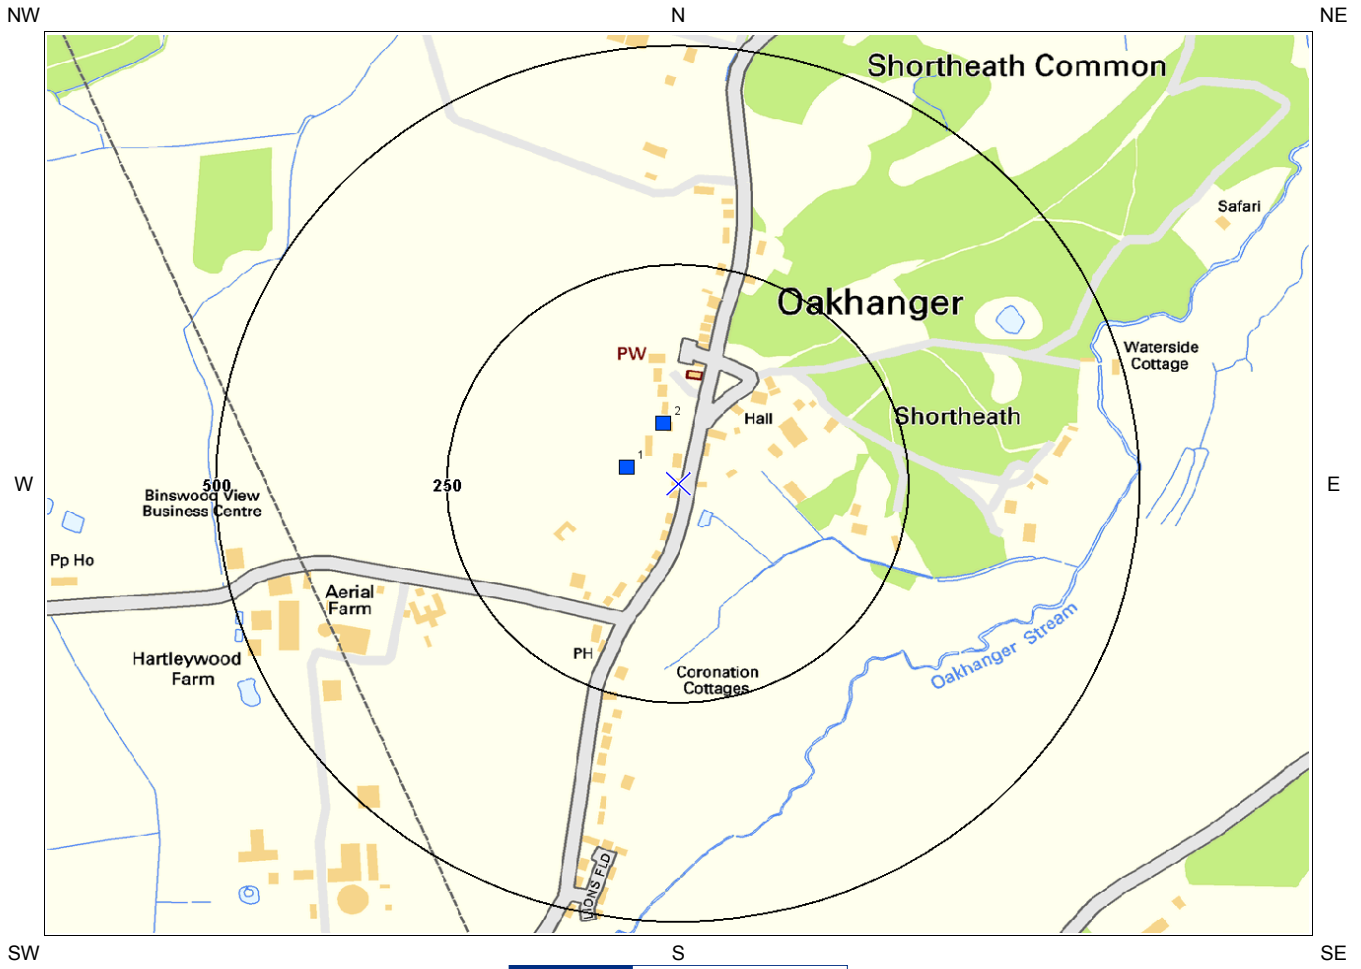 NW
N
NE
Shortheath Common
Safari
Oakhanger
Waterside
Cottage
PW
Shortheath
2
Hall
1
W
500
250
E
Binswood View
Business Centre
Pp Ho
Aerial
Farm
Hartleywood
Farm
PH
Coronation
Cottages
Oakhanger Stream
LIONS FLD
SW
S
SE